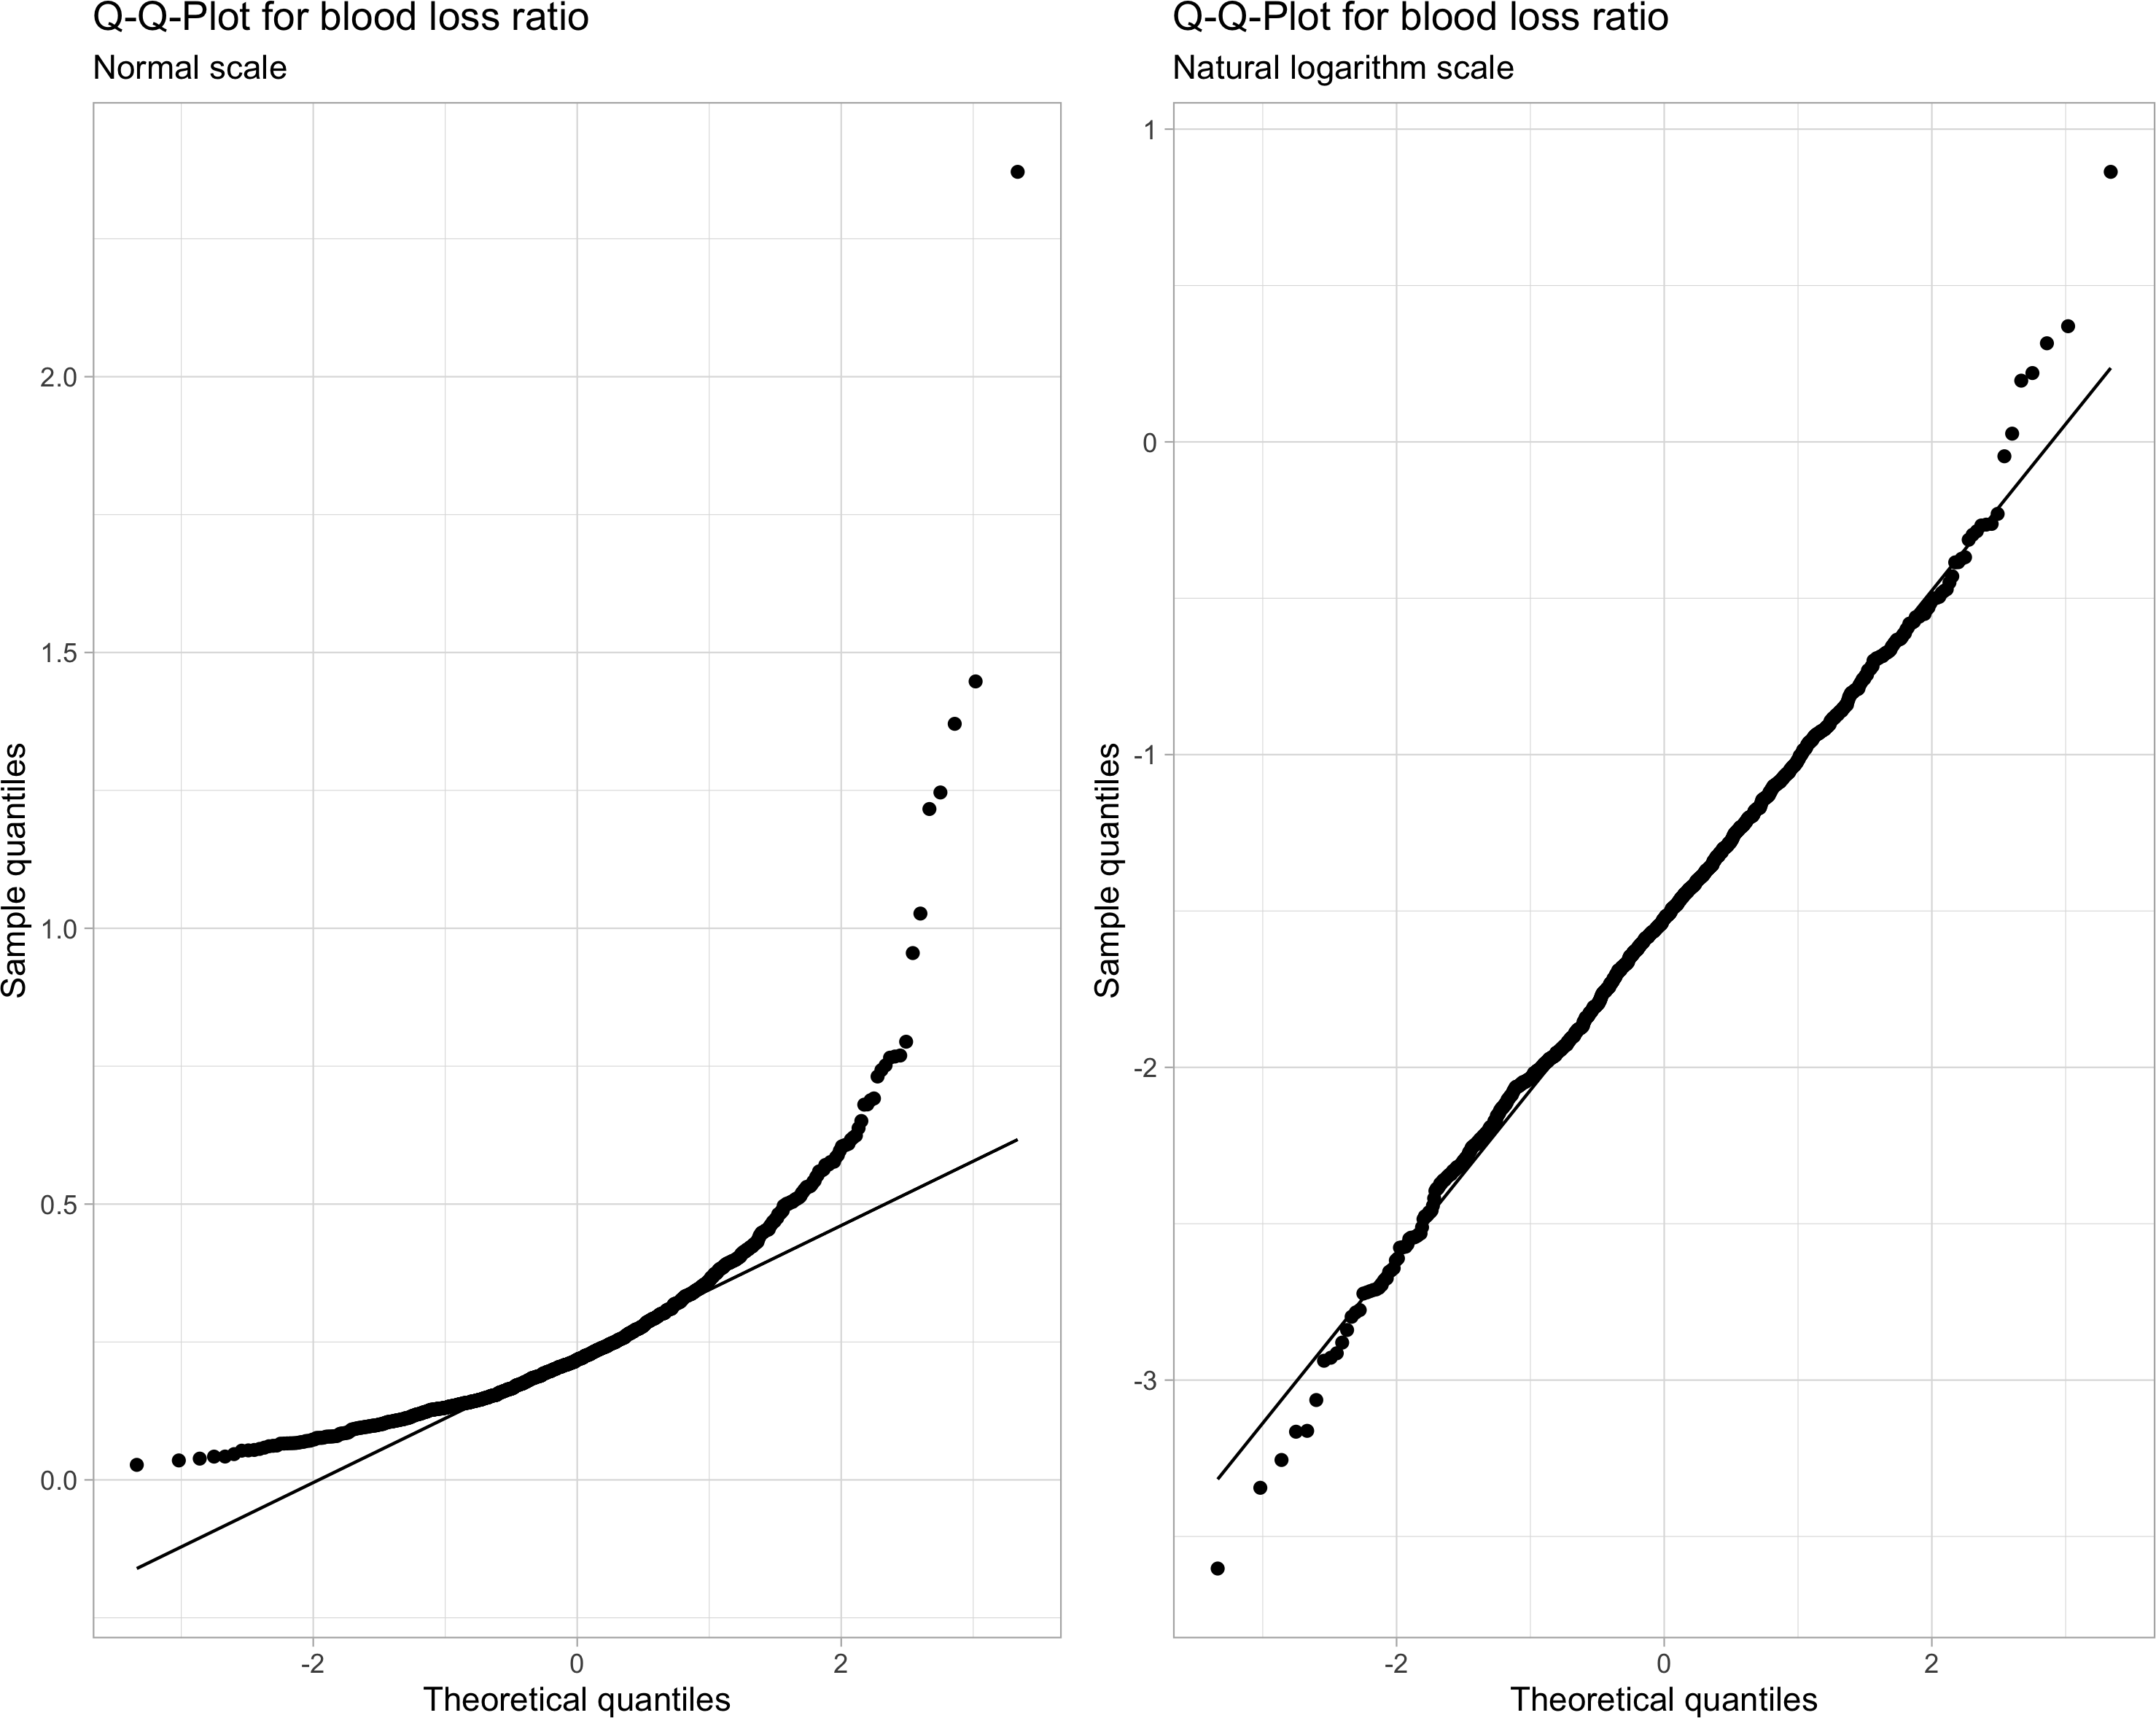 Q-Q-Plot for blood loss ratio
Normal scale
Sample quantiles
2.0
1.5
1.0
0.5
0.0
-2 0 2
Theoretical quantiles
Q-Q-Plot for blood loss ratio
Natural logarithm scale
Sample quantiles
1
0
-1
-2
-3
-2 0 2
Theoretical quantiles